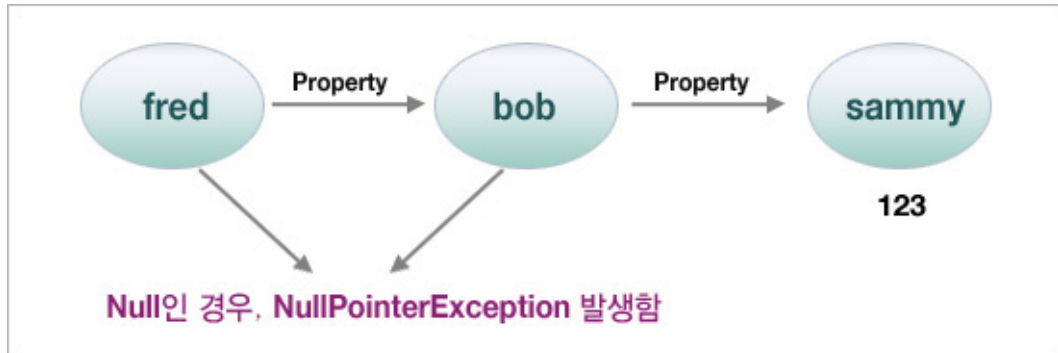 Property
Property
fred
bob
sammy
123
Null인 경우, NullPointerException 발생함